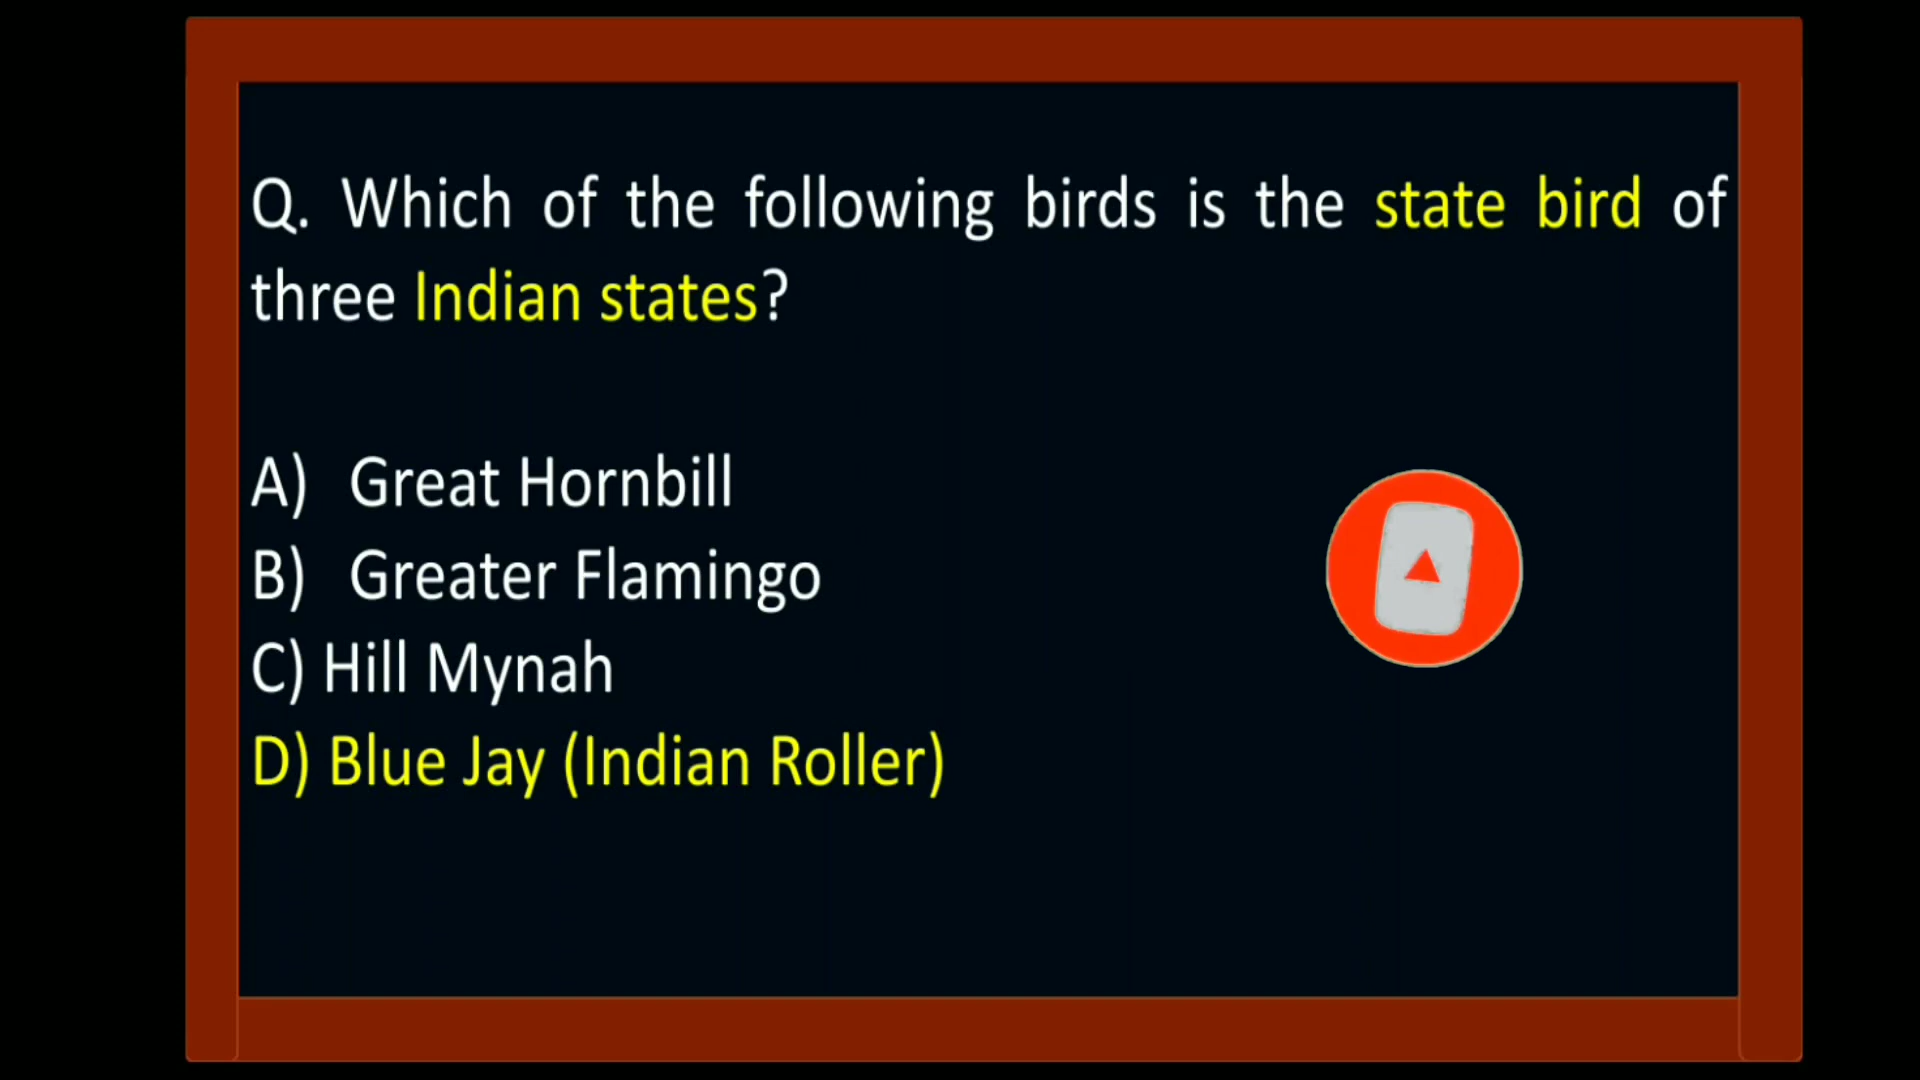 Q. Which of the following birds is the state bird of
three Indian states?
A) Great Hornbill
B) Greater Flamingo
C) Hill Mynah
D) Blue Jay (Indian Roller)